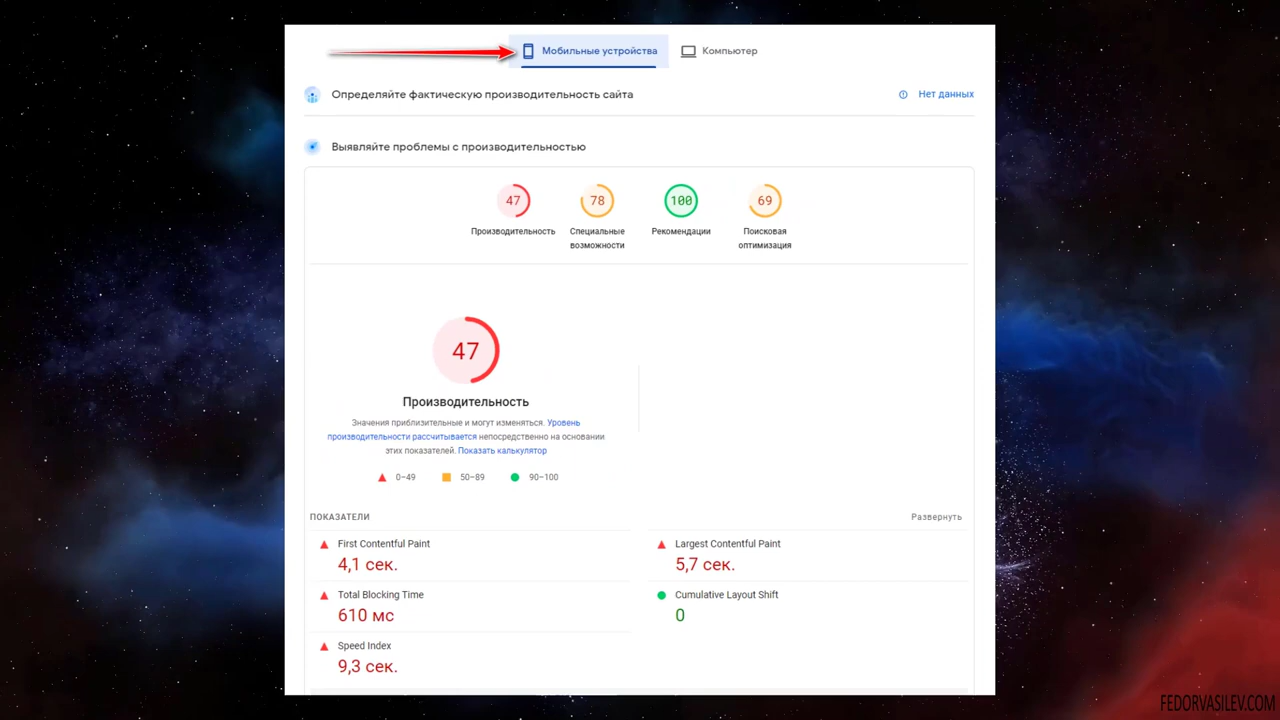 Мобильные устройства
Компьютер
Определяйте фактическую производительность сайта
Нет данных
Выявляйте проблемы с производительностью
47
78
100
69
Производительность
Специальные
возможности
Рекомендации
Поисковая
оптимизация
47
Производительность
Значения приблизительные и могут изменяться. Уровень
производительности рассчитывается непосредственно на основании
этих показателей. Показать калькулятор
0–49
50–89
90–100
ПОКАЗАТЕЛИ
Развернуть
First Contentful Paint
4,1 сек.
Largest Contentful Paint
5,7 сек.
Total Blocking Time
610 мс
Cumulative Layout Shift
0
Speed Index
9,3 сек.
FEDORVASILEV.COM